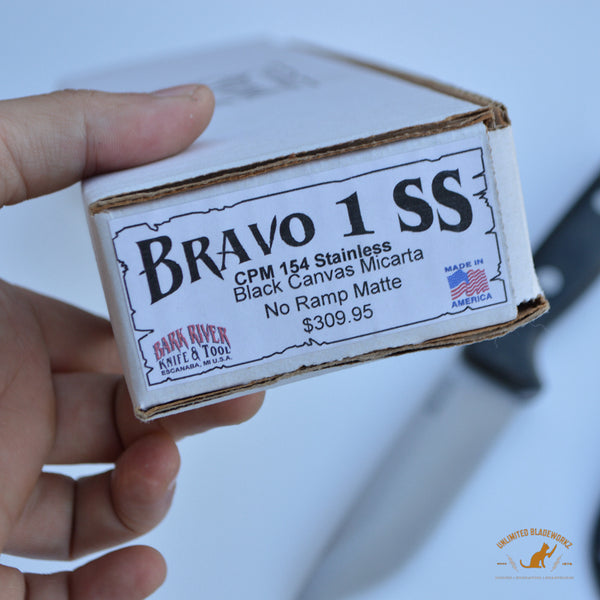 BRAVO 1 SS
CPM 154 Stainless
Black Canvas Micarta
No Ramp Matte
$309.95
MADE IN
AMERICA
BARK RIVER
KNIFE & TOOL
ESCANABA, MI U.S.A.
UNLIMITED BLADEWORKZ